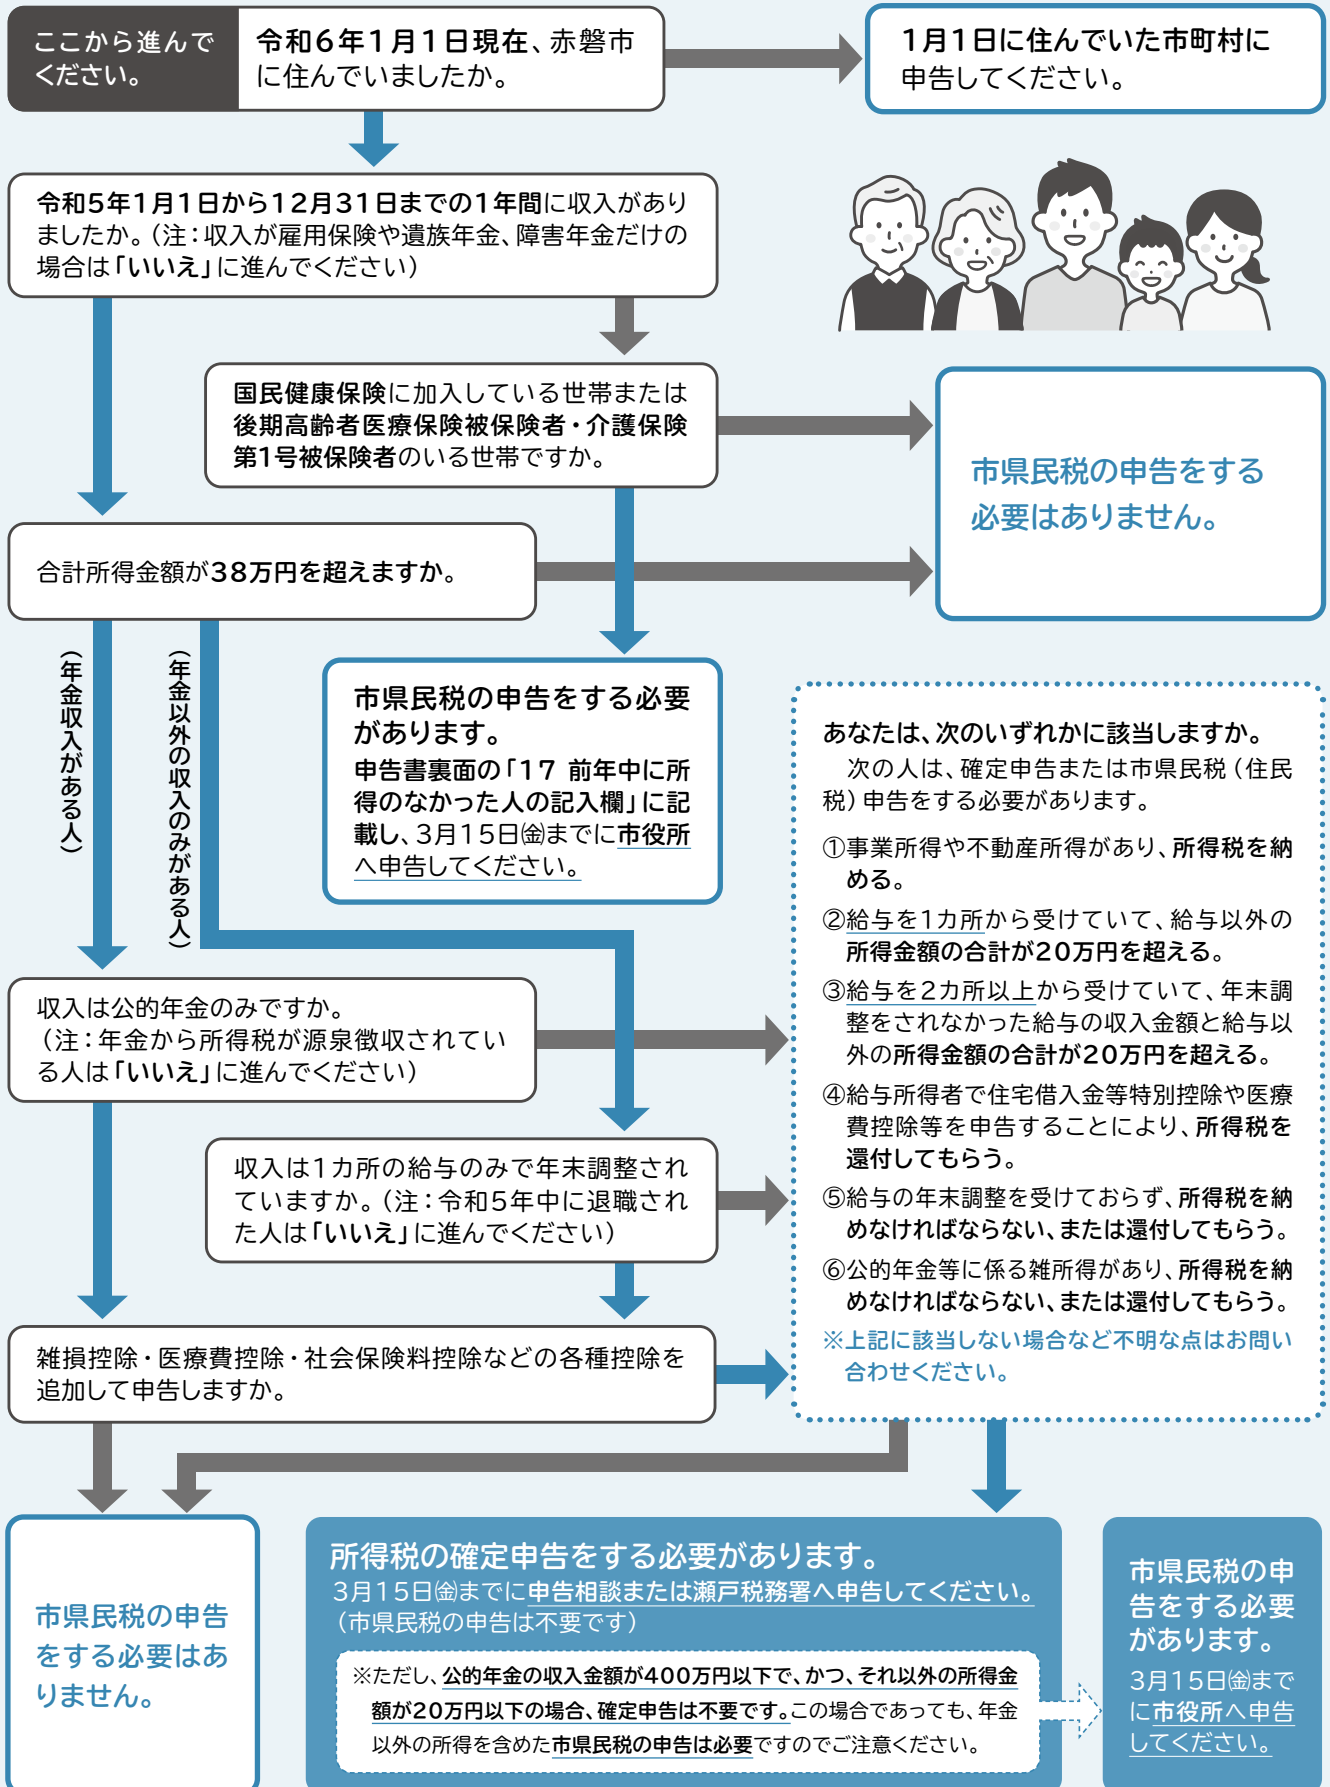 ここから進んで
ください。
令和6年1月1日現在、赤磐市
に住んでいましたか。
1月1日に住んでいた市町村に
申告してください。
令和5年1月1日から12月31日までの1年間に収入があり
ましたか。(注:収入が雇用保険や遺族年金、障害年金だけの
場合は「いいえ」に進んでください)
国民健康保険に加入している世帯または
後期高齢者医療保険被保険者・介護保険
第1号被保険者のいる世帯ですか。
市県民税の申告をする
必要はありません。
合計所得金額が38万円を超えますか。
(年金収入がある人)
(年金以外の収入のみがある人)
市県民税の申告をする必要
があります。
申告書裏面の「17 前年中に所
得のなかった人の記入欄」に記
載し、3月15日㈮までに市役所
へ申告してください。
収入は公的年金のみですか。
(注:年金から所得税が源泉徴収されてい
る人は「いいえ」に進んでください)
収入は1カ所の給与のみで年末調整され
ていますか。(注:令和5年中に退職され
た人は「いいえ」に進んでください)
雑損控除・医療費控除・社会保険料控除などの各種控除を
追加して申告しますか。
あなたは、次のいずれかに該当しますか。
次の人は、確定申告または市県民税(住民
税)申告をする必要があります。
①事業所得や不動産所得があり、所得税を納
める。
②給与を1カ所から受けていて、給与以外の
所得金額の合計が20万円を超える。
③給与を2カ所以上から受けていて、年末調
整をされなかった給与の収入金額と給与以
外の所得金額の合計が20万円を超える。
④給与所得者で住宅借入金等特別控除や医療
費控除等を申告することにより、所得税を
還付してもらう。
⑤給与の年末調整を受けておらず、所得税を納
めなければならない、または還付してもらう。
⑥公的年金等に係る雑所得があり、所得税を納
めなければならない、または還付してもらう。
※上記に該当しない場合など不明な点はお問い
合わせください。
市県民税の申告
をする必要はあ
りません。
所得税の確定申告をする必要があります。
3月15日㈮までに申告相談または瀬戸税務署へ申告してください。
(市県民税の申告は不要です)
※ただし、公的年金の収入金額が400万円以下で、かつ、それ以外の所得金
額が20万円以下の場合、確定申告は不要です。この場合であっても、年金
以外の所得を含めた市県民税の申告は必要ですのでご注意ください。
市県民税の申
告をする必要
があります。
3月15日㈮まで
に市役所へ申告
してください。